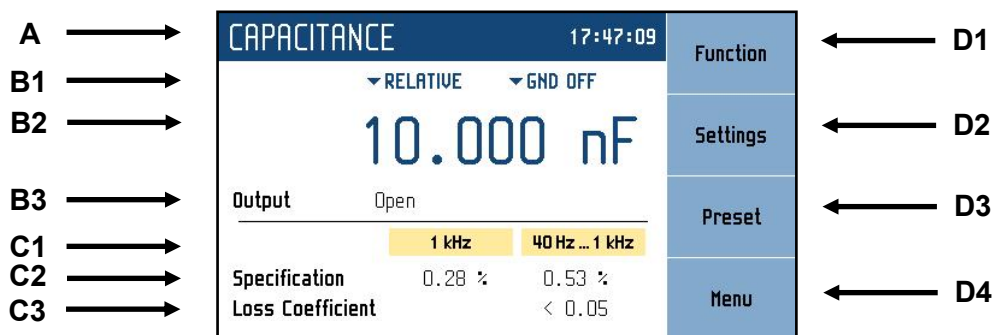 A CAPACITANCE 17:47:09 Function D1
B1 RELATIVE GND OFF
B2 10.000 nF Settings D2
B3 Output Open Preset D3
C1 1 kHz 40 Hz ... 1 kHz
C2 Specification 0.28 % 0.53 %
C3 Loss Coefficient < 0.05 Menu D4